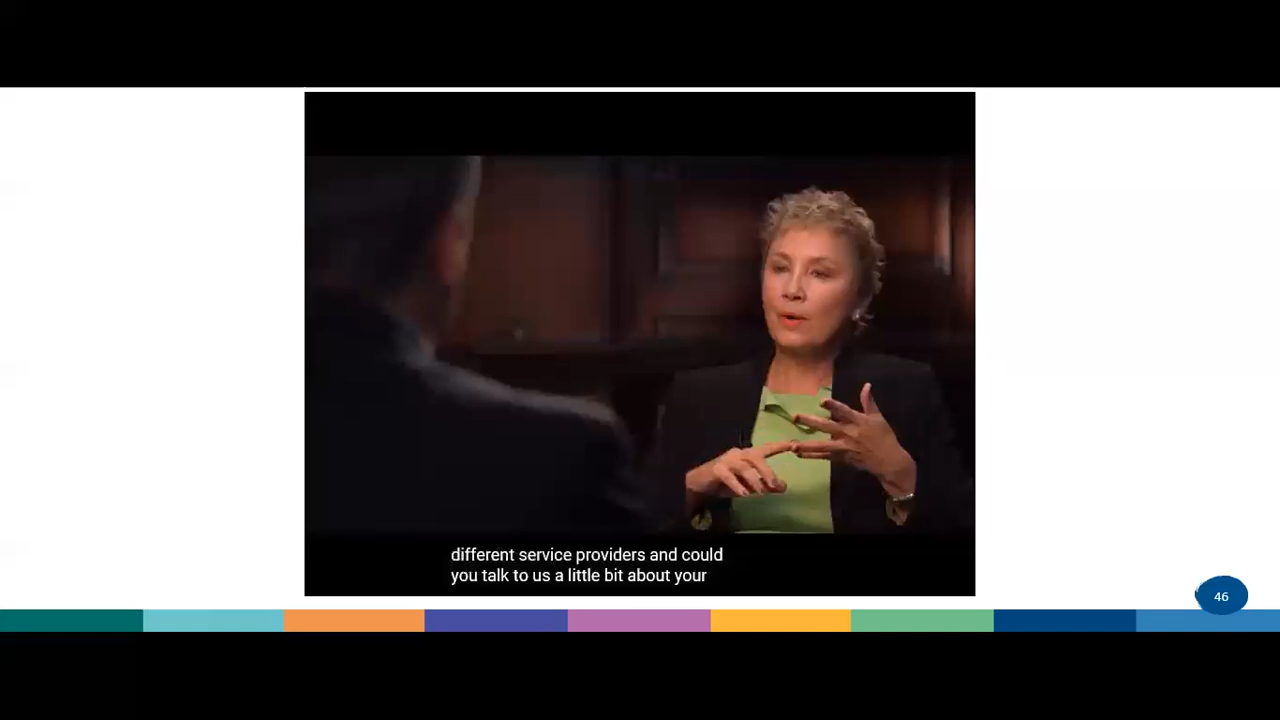 different service providers and could
you talk to us a little bit about your
46